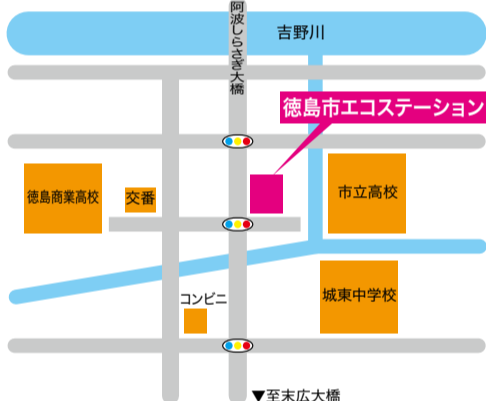 阿波しらさぎ大橋
吉野川
徳島市エコステーション
徳島商業高校
交番
市立高校
コンビニ
城東中学校
▼至末広大橋